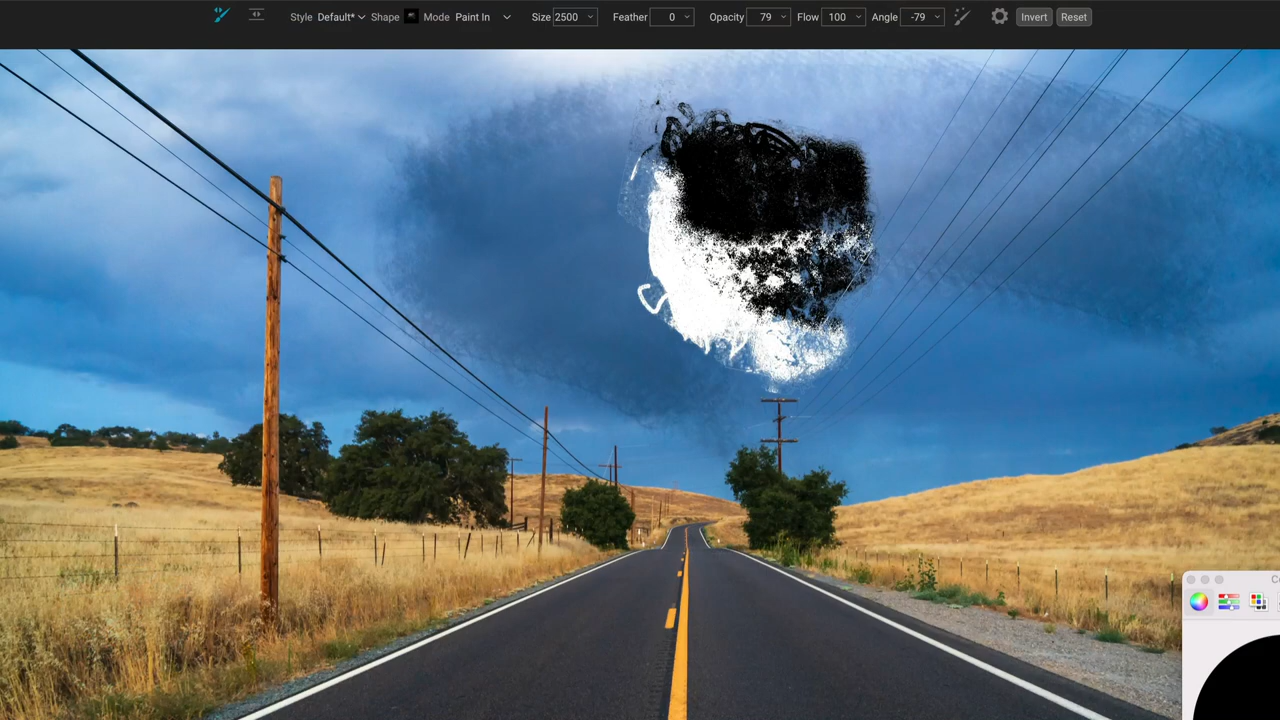 Style Default* Shape Mode Paint In Size 2500 Feather 0 Opacity 79 Flow 100 Angle -79 Invert Reset